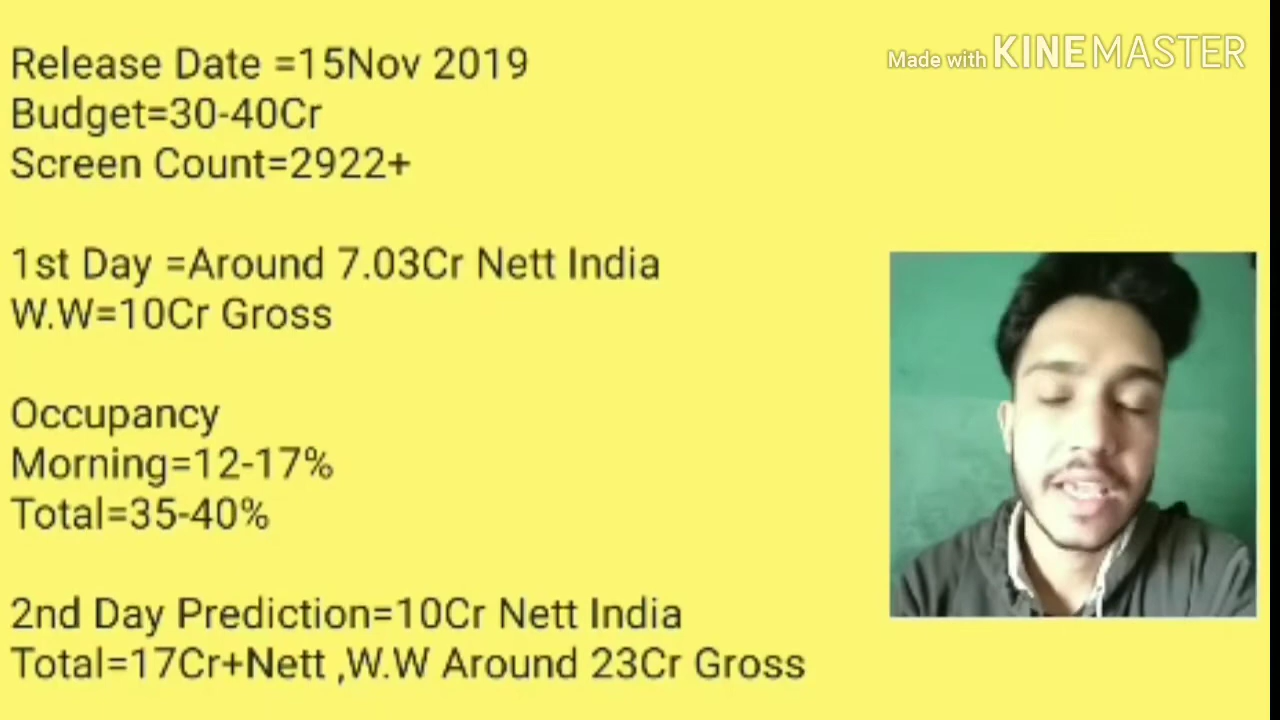 Release Date =15Nov 2019
Budget=30-40Cr
Screen Count=2922+
1st Day =Around 7.03Cr Nett India
W.W=10Cr Gross
Occupancy
Morning=12-17%
Total=35-40%
2nd Day Prediction=10Cr Nett India
Total=17Cr+Nett ,W.W Around 23Cr Gross
Made with KINEMASTER